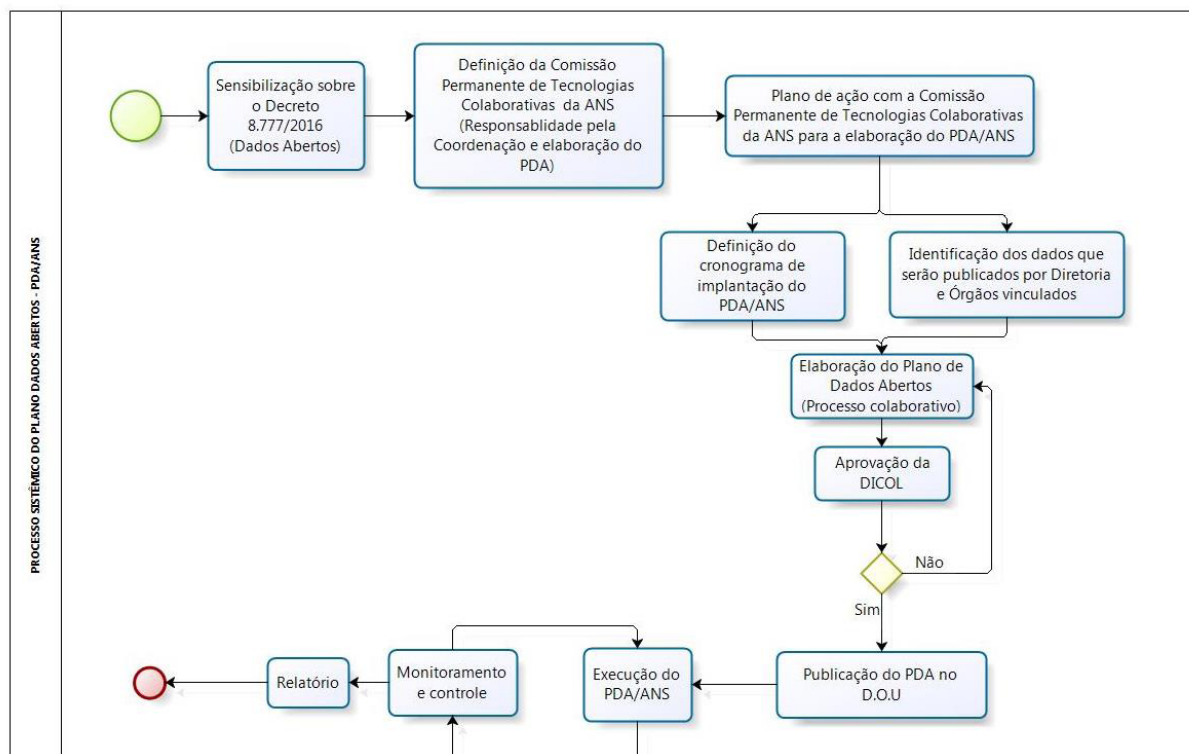 PROCESSO SISTÊMICO DO PLANO DADOS ABERTOS - PDA/ANS
Sensibilização sobre
o Decreto
8.777/2016
(Dados Abertos)
Definição da Comissão
Permanente de Tecnologias
Colaborativas da ANS
(Responsablidade pela
Coordenação e elaboração do
PDA)
Plano de ação com a Comissão
Permanente de Tecnologias Colaborativas
da ANS para a elaboração do PDA/ANS
Definição do
cronograma de
implantação do
PDA/ANS
Identificação dos dados que
serão publicados por Diretoria
e Órgãos vinculados
Elaboração do Plano de
Dados Abertos
(Processo colaborativo)
Aprovação da
DICOL
Não
Sim
Publicação do PDA no
D.O.U
Execução do
PDA/ANS
Monitoramento
e controle
Relatório